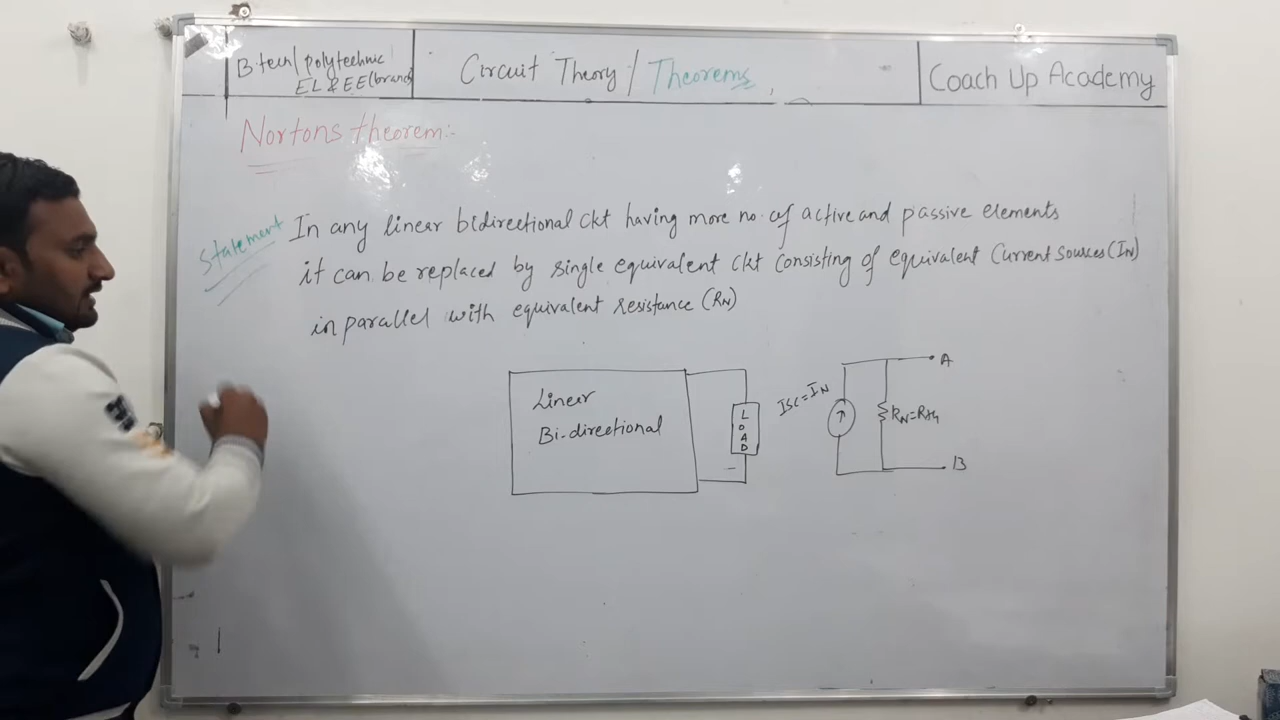 B tech/polytechnic
EL & EE(branch)
Circuit Theory / Theorems
Coach Up Academy
Nortons theorem:-
Statement
In any linear bidirectional ckt having more no. of active and passive elements
it can be replaced by single equivalent ckt consisting of equivalent Current sources (IN)
in parallel with equivalent resistance (RN)
Linear
Bi-directional
LOAD
ISC=IN
RN=Rth
A
B